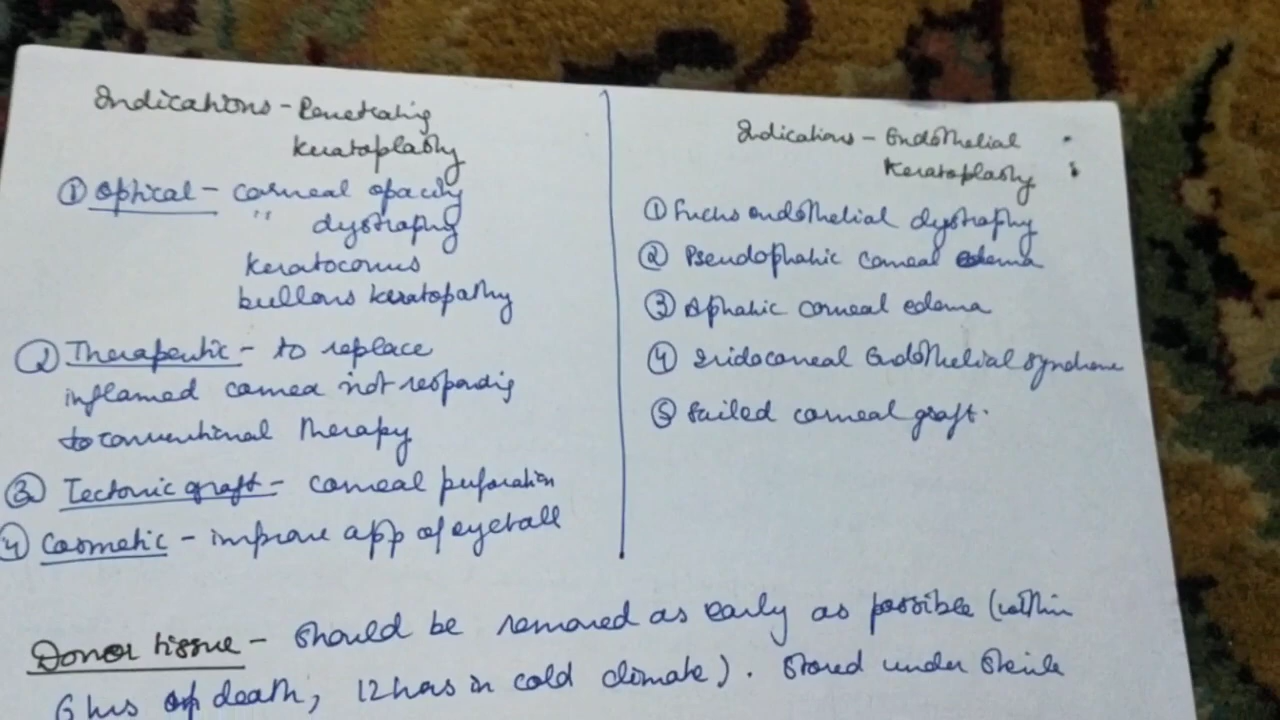 Indications - Penetrating
keratoplasty
① Optical - corneal opacity
" dystrophy
keratoconus
bullous keratopathy
② Therapeutic - to replace
inflamed cornea not responding
to conventional therapy
③ Tectonic graft - corneal perforation
④ Cosmetic - improve app of eyeball
Indications - Endothelial
Keratoplasty
① Fuchs endothelial dystrophy
② Pseudophakic corneal edema
③ Aphakic corneal edema
④ Iridocorneal Endothelial Syndrome
⑤ Failed corneal graft.
Donor tissue - should be removed as early as possible (within
6 hrs of death, 12 hrs in cold climate). Stored under sterile